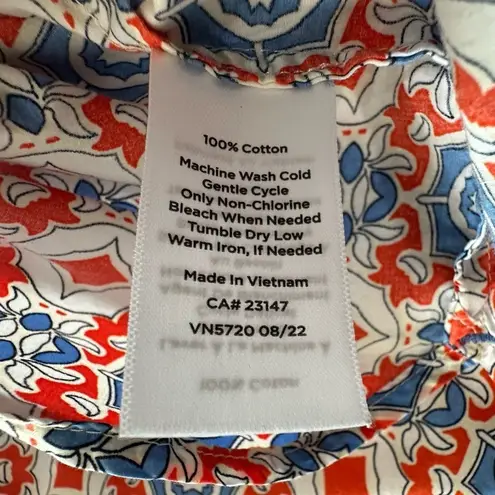 100% Cotton
Machine Wash Cold
Gentle Cycle
Only Non-Chlorine
Bleach When Needed
Tumble Dry Low
Warm Iron, If Needed
Made In Vietnam
CA# 23147
VN5720 08/22